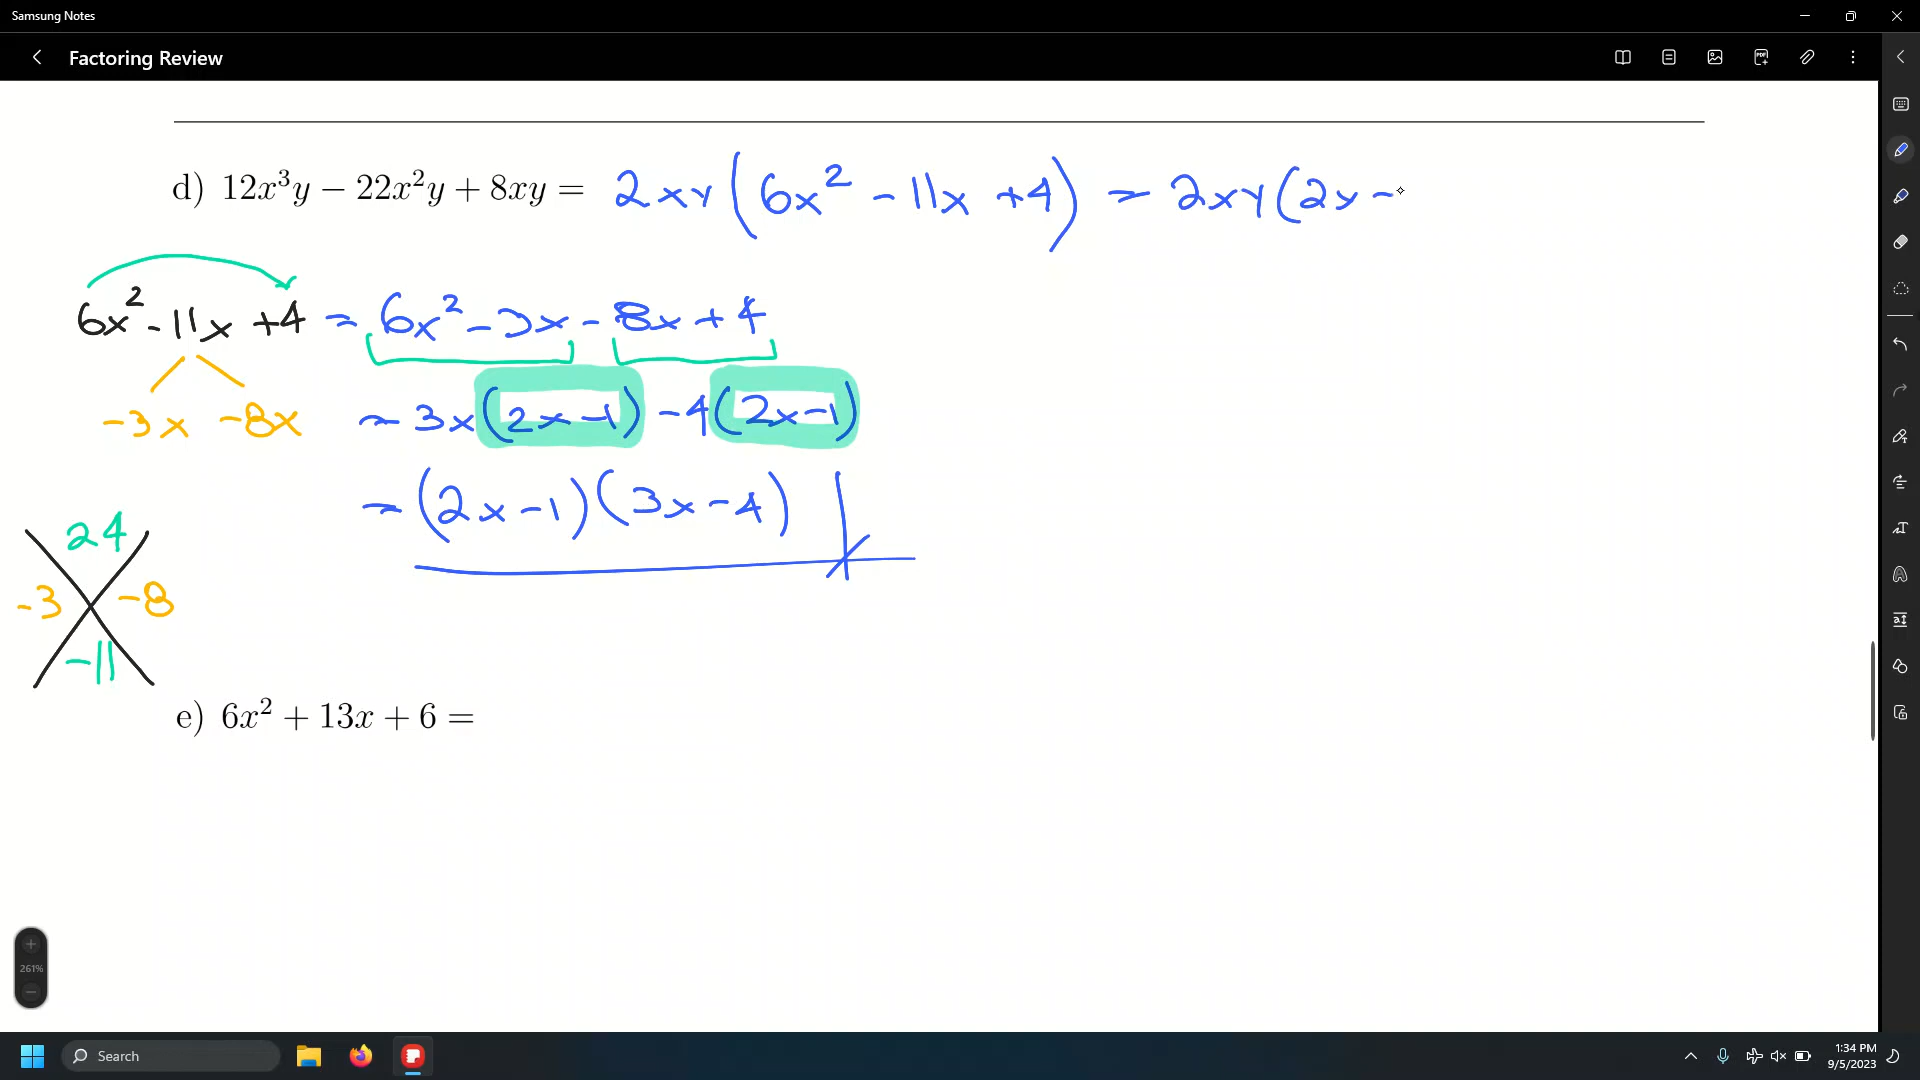 Samsung Notes
Factoring Review
d) 12x³y − 22x²y + 8xy = 2xy(6x² - 11x + 4) = 2xy(2x -
6x² - 11x + 4 = 6x² - 3x - 8x + 4
-3x -8x = 3x(2x - 1) - 4(2x - 1)
= (2x - 1)(3x - 4)
24
-3 -8
-11
e) 6x² + 13x + 6 =
261%
Search
1:34 PM
9/5/2023